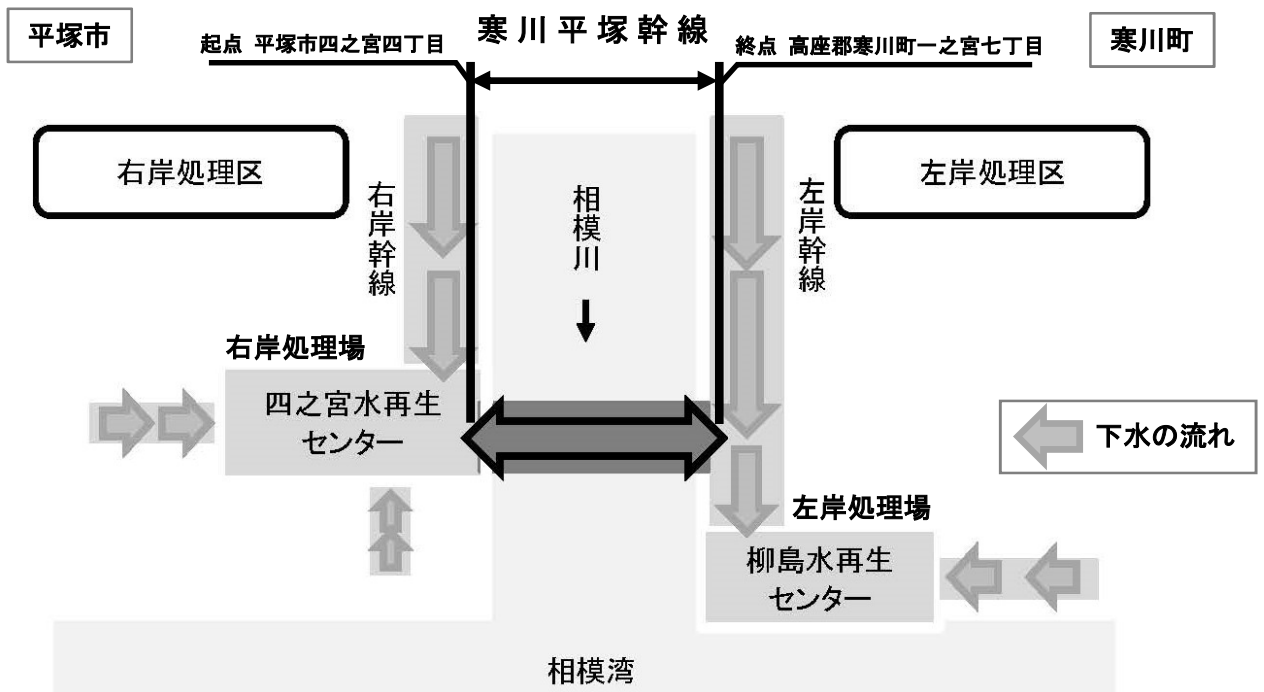 平塚市
寒川平塚幹線
寒川町
起点 平塚市四之宮四丁目
終点 高座郡寒川町一之宮七丁目
右岸処理区
左岸処理区
右岸幹線
相模川
左岸幹線
右岸処理場
四之宮水再生
センター
下水の流れ
左岸処理場
柳島水再生
センター
相模湾